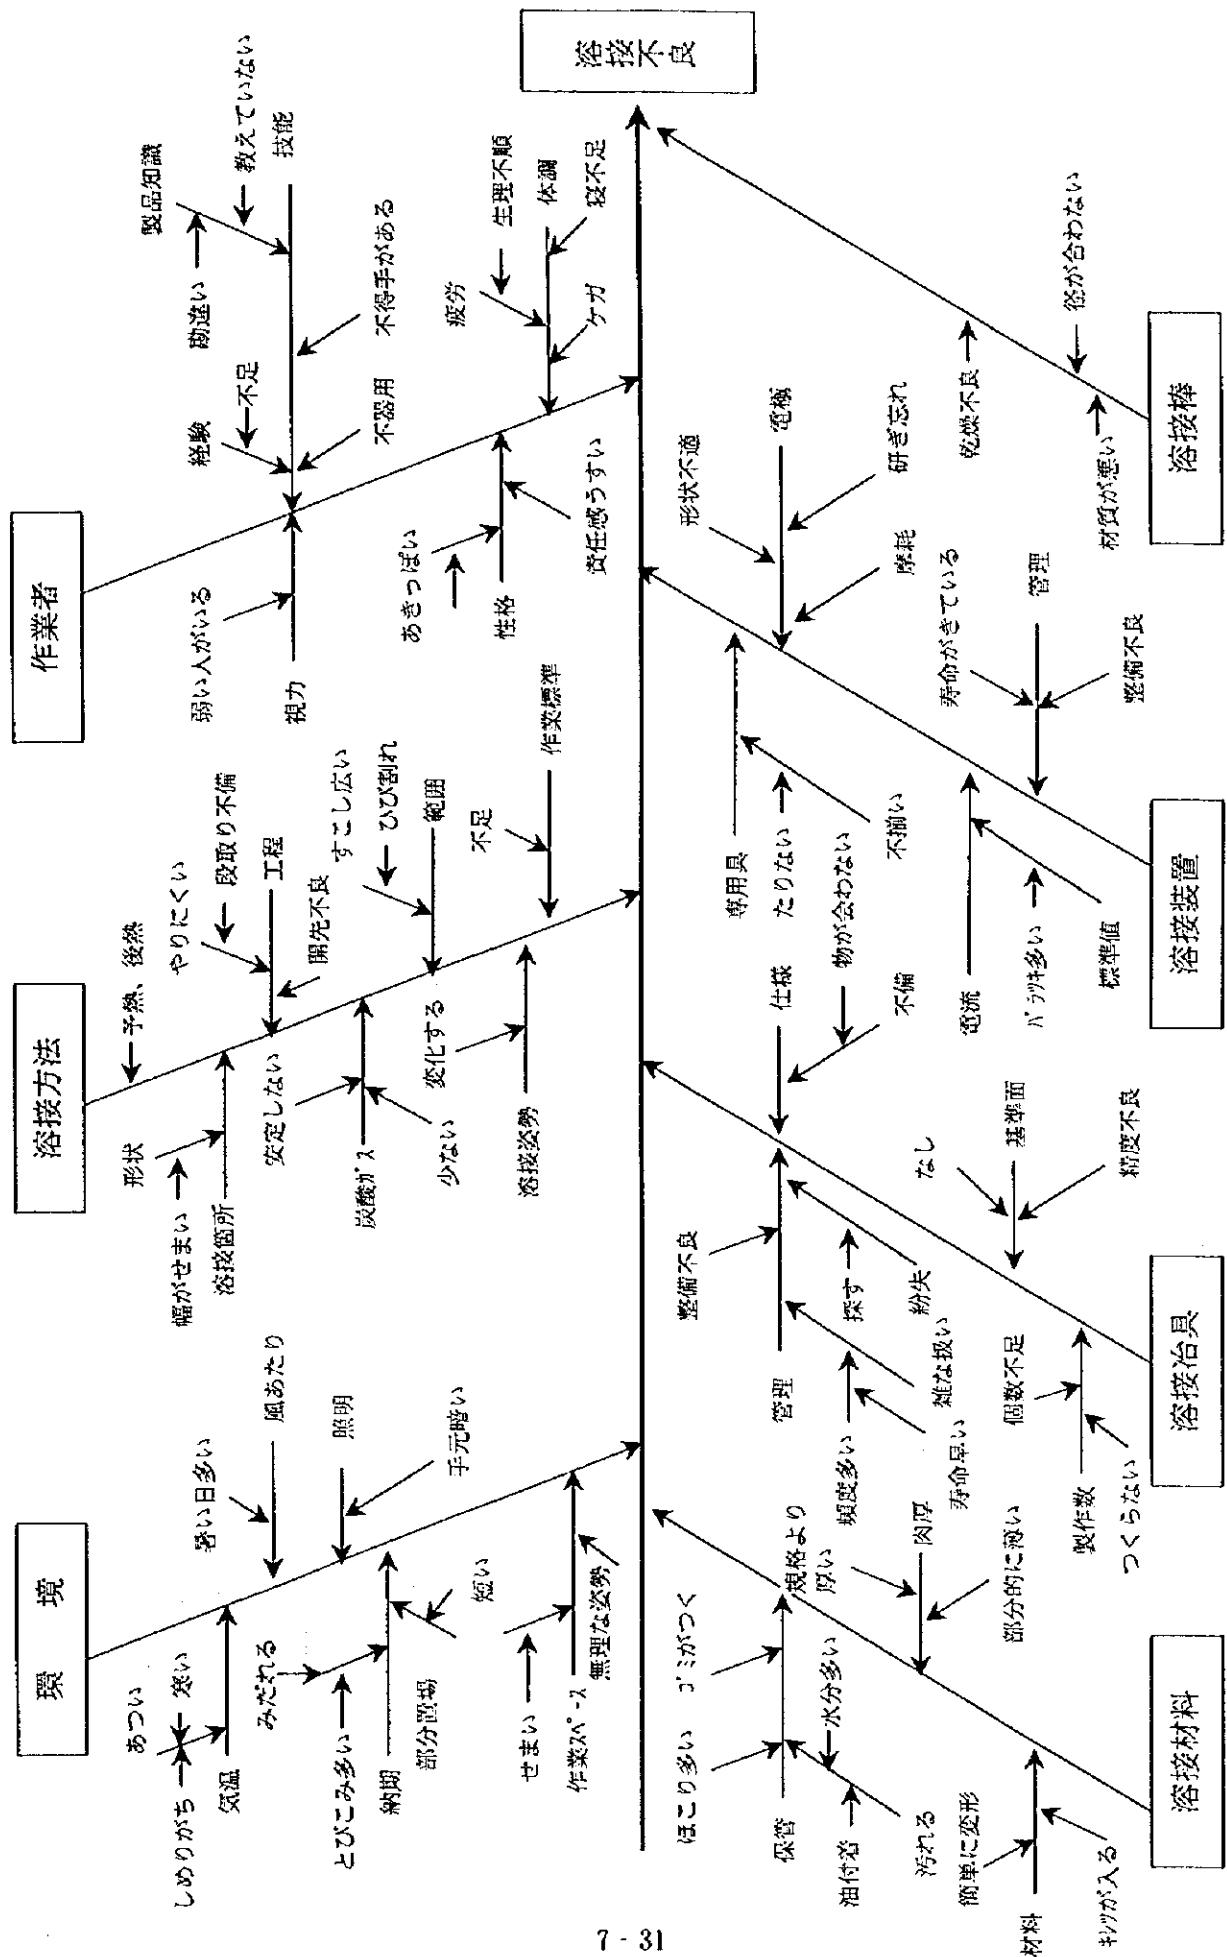 環 境
あつい
寒い
しめりがち
気温
暑い日多い
風あたり
みだれる
とびこみ多い
納期
部分置場
短い
照明
手元暗い
せまい
作業スペース
無理な姿勢
溶接方法
予熱、後熱
形状
幅がせまい
溶接箇所
やりにくい
段取り不備
工程
開先不良
安定しない
炭酸ガス
少ない
すこし広い
ひび割れ
範囲
変化する
溶接姿勢
不足
作業標準
作業者
弱い人がいる
視力
経験
不足
不器用
不得手がある
製品知識
勘違い
教えていない
技能
あきっぽい
性格
責任感うすい
疲労
生理不順
体調
寝不足
ケガ
溶接不良
ほこり多い
ゴミがつく
保管
水分多い
油付着
汚れる
規格より
厚い
肉厚
部分的に薄い
簡単に変形
材料
キレツが入る
溶接材料
整備不良
管理
探す
紛失
頻度多い
雑な扱い
寿命早い
仕様
物が会わない
不備
なし
基準面
精度不良
個数不足
製作数
つくらない
溶接冶具
専用具
たりない
不揃い
形状不適
電極
研ぎ忘れ
摩耗
電流
バラツキ多い
標準値
寿命がきている
管理
整備不良
溶接装置
乾燥不良
径が合わない
材質が悪い
溶接棒
7 - 31